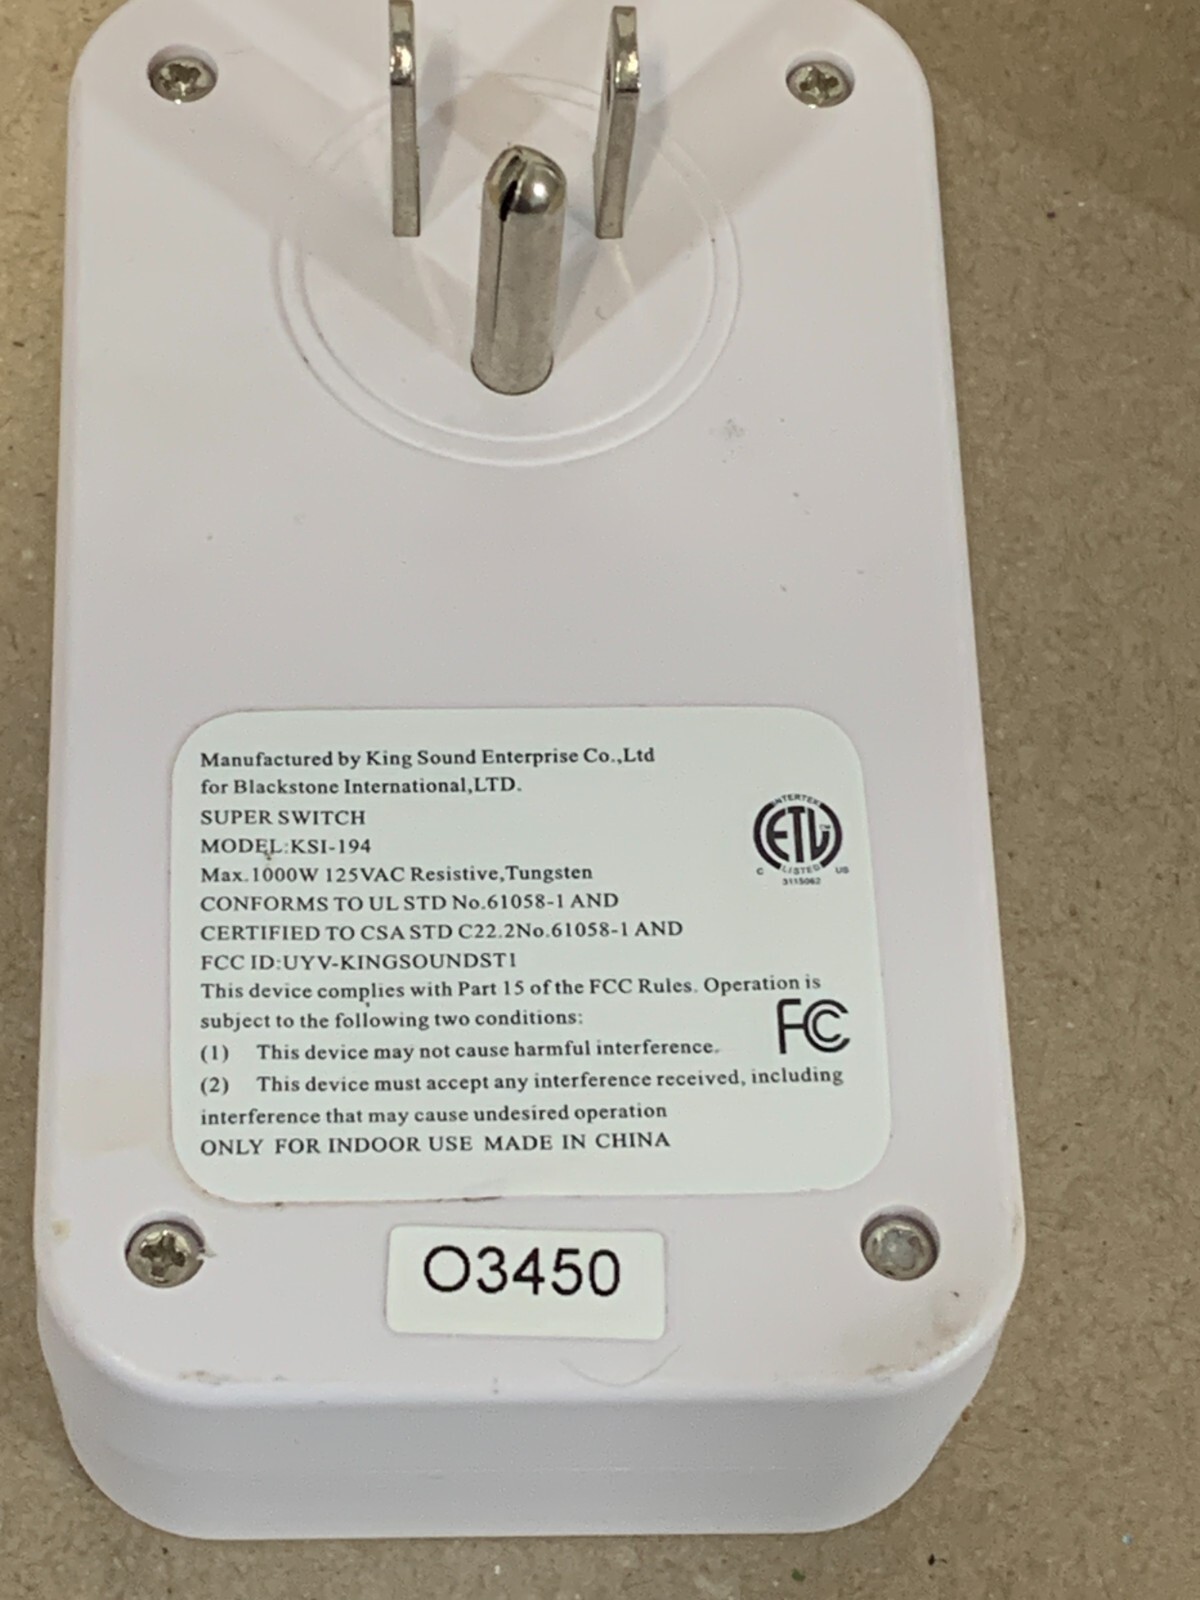 Manufactured by King Sound Enterprise Co.,Ltd
for Blackstone International,LTD.
SUPER SWITCH
MODEL:KSI-194
Max.1000W 125VAC Resistive,Tungsten
CONFORMS TO UL STD No.61058-1 AND
CERTIFIED TO CSA STD C22.2No.61058-1 AND
FCC ID:UYV-KINGSOUNDST1
This device complies with Part 15 of the FCC Rules. Operation is
subject to the following two conditions:
(1) This device may not cause harmful interference.
(2) This device must accept any interference received, including
interference that may cause undesired operation
ONLY FOR INDOOR USE MADE IN CHINA
INTERTEK
ETL
C LISTED US
3115062
FC
O3450